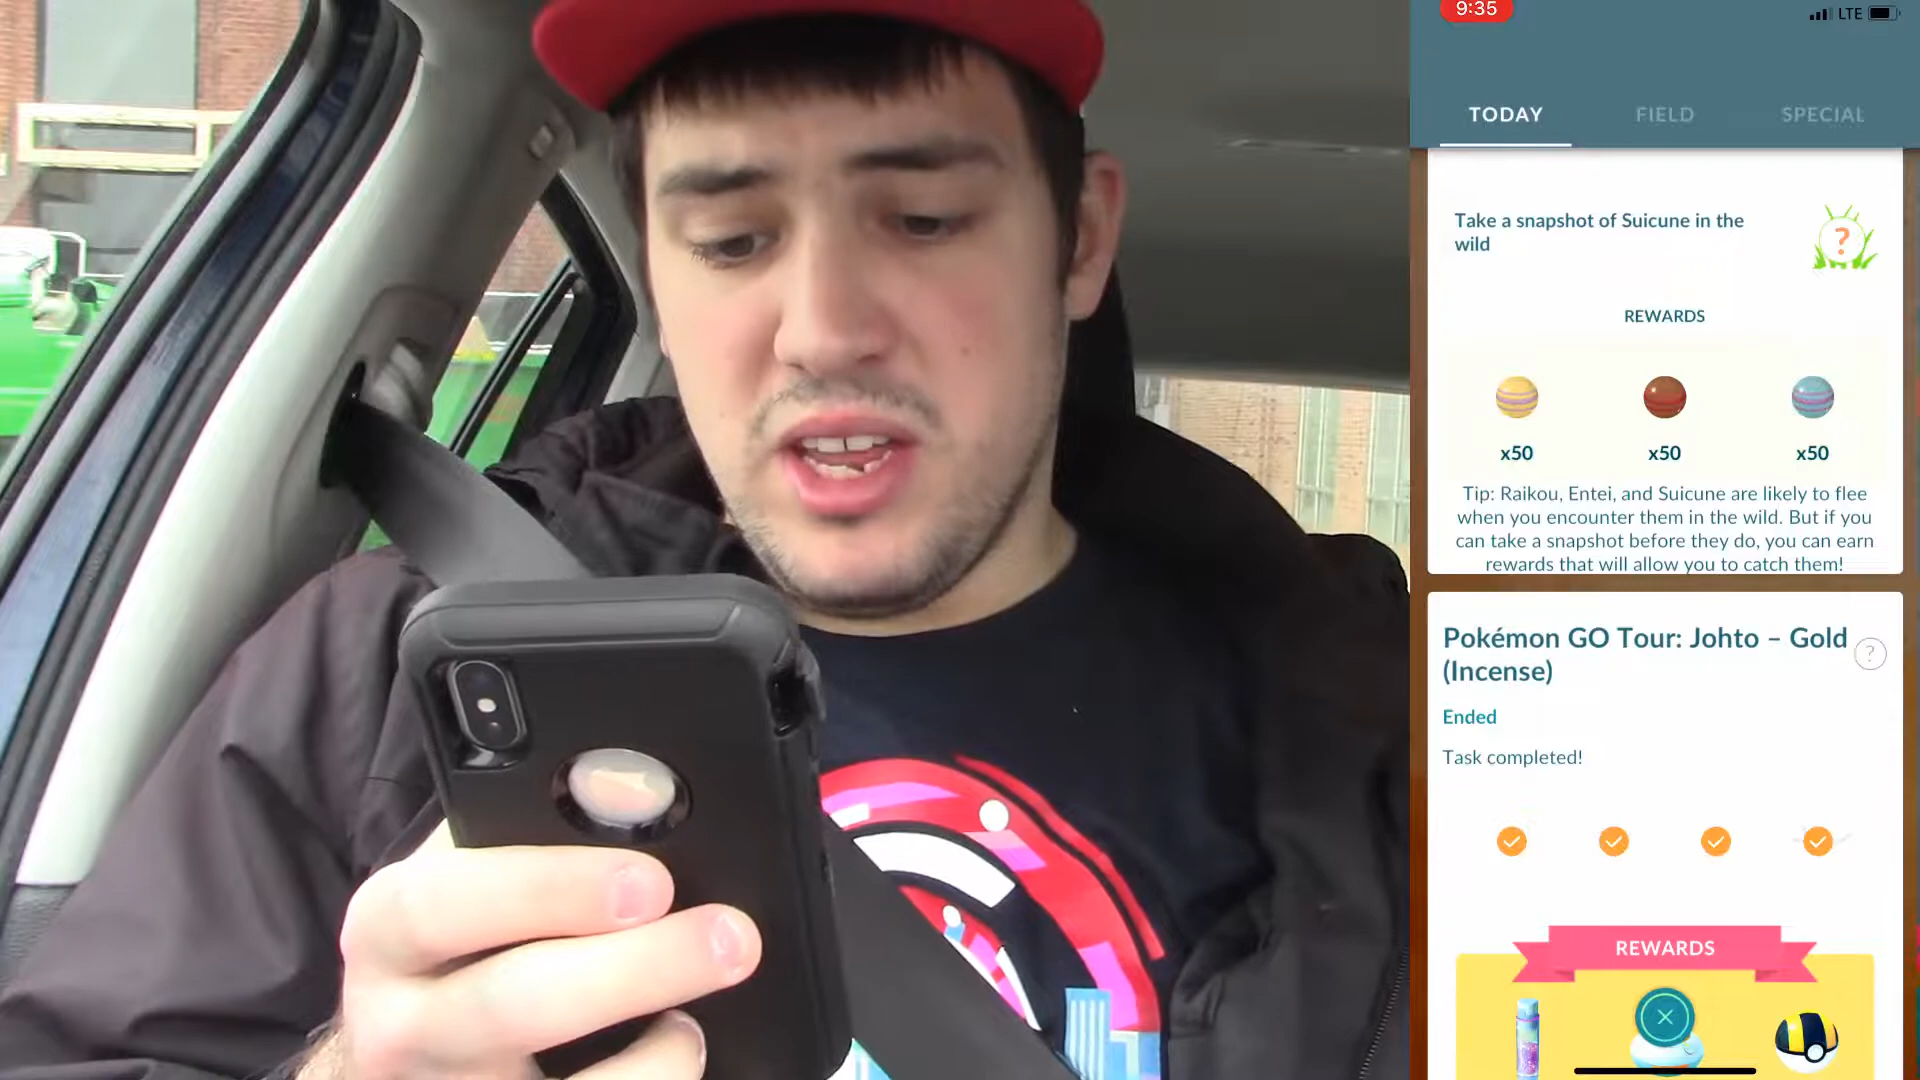 9:35
LTE
TODAY
FIELD
SPECIAL
Take a snapshot of Suicune in the
wild
?
REWARDS
x50
x50
x50
Tip: Raikou, Entei, and Suicune are likely to flee
when you encounter them in the wild. But if you
can take a snapshot before they do, you can earn
rewards that will allow you to catch them!
Pokémon GO Tour: Johto – Gold
(Incense)
?
Ended
Task completed!
REWARDS